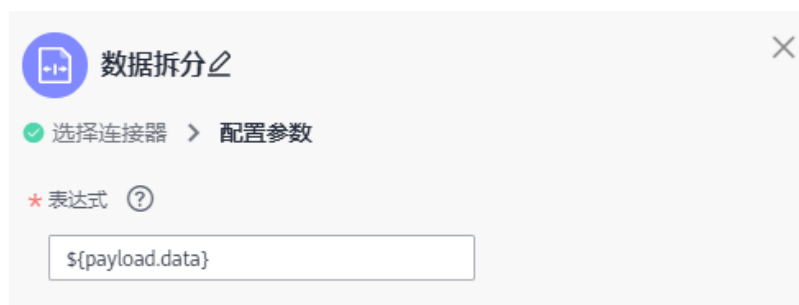 数据拆分
选择连接器 > 配置参数
* 表达式 ?
${payload.data}